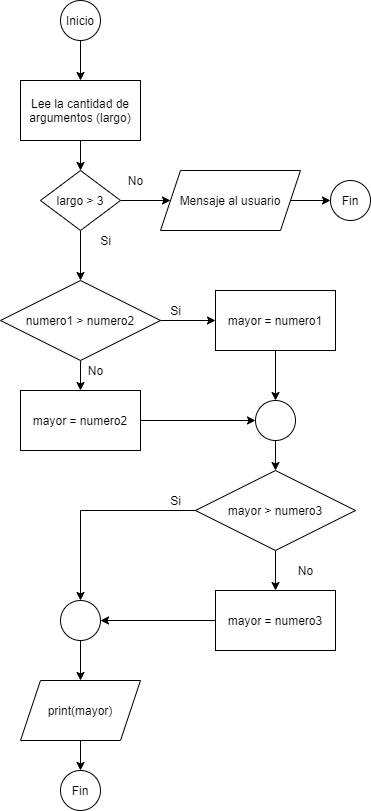 Inicio
Lee la cantidad de
argumentos (largo)
largo > 3
No
Mensaje al usuario
Fin
Si
numero1 > numero2
Si
mayor = numero1
No
mayor = numero2
Si
mayor > numero3
No
mayor = numero3
print(mayor)
Fin